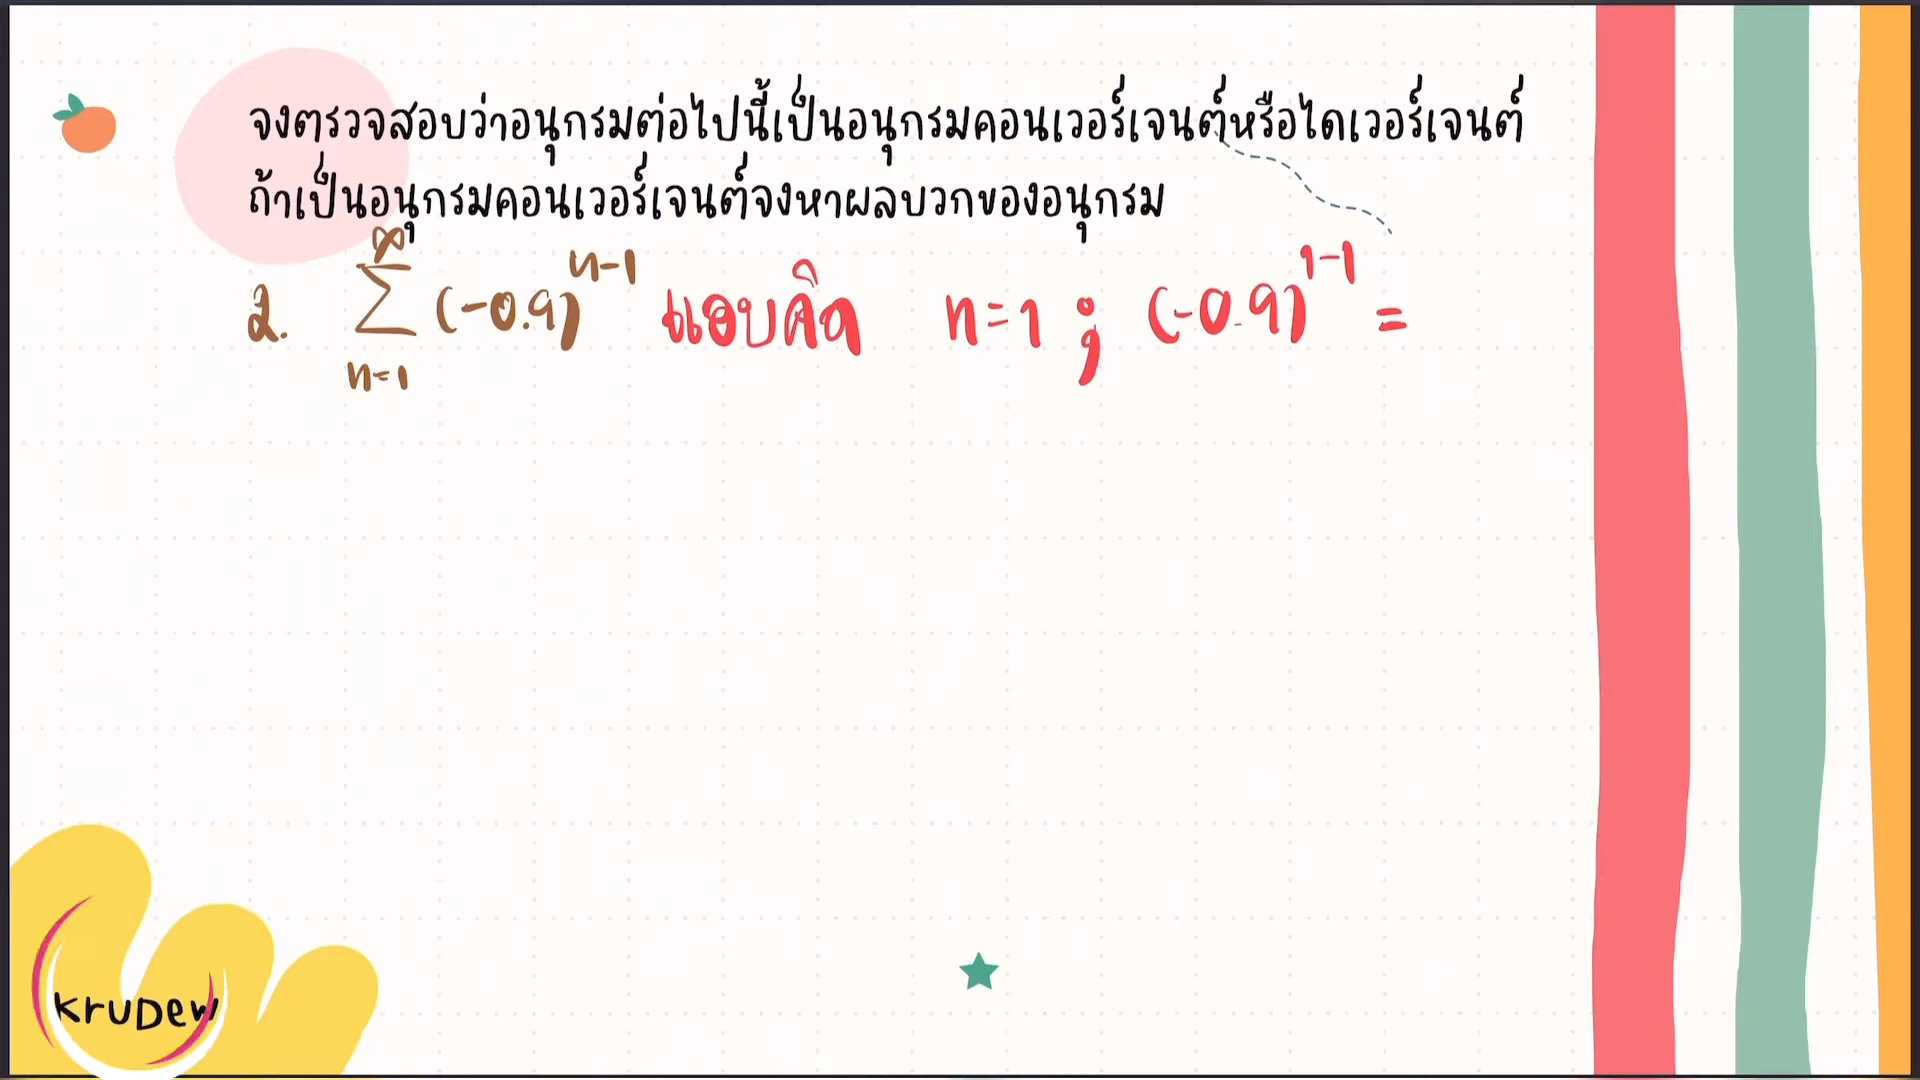 จงตรวจสอบว่าอนุกรมต่อไปนี้เป็นอนุกรมคอนเวอร์เจนต์หรือไดเวอร์เจนต์
ถ้าเป็นอนุกรมคอนเวอร์เจนต์จงหาผลบวกของอนุกรม
2. ∑_{n=1}^{∞} (-0.9)^{n-1} แอบคิด n=1 ; (-0.9)^{1-1} =
KruDew